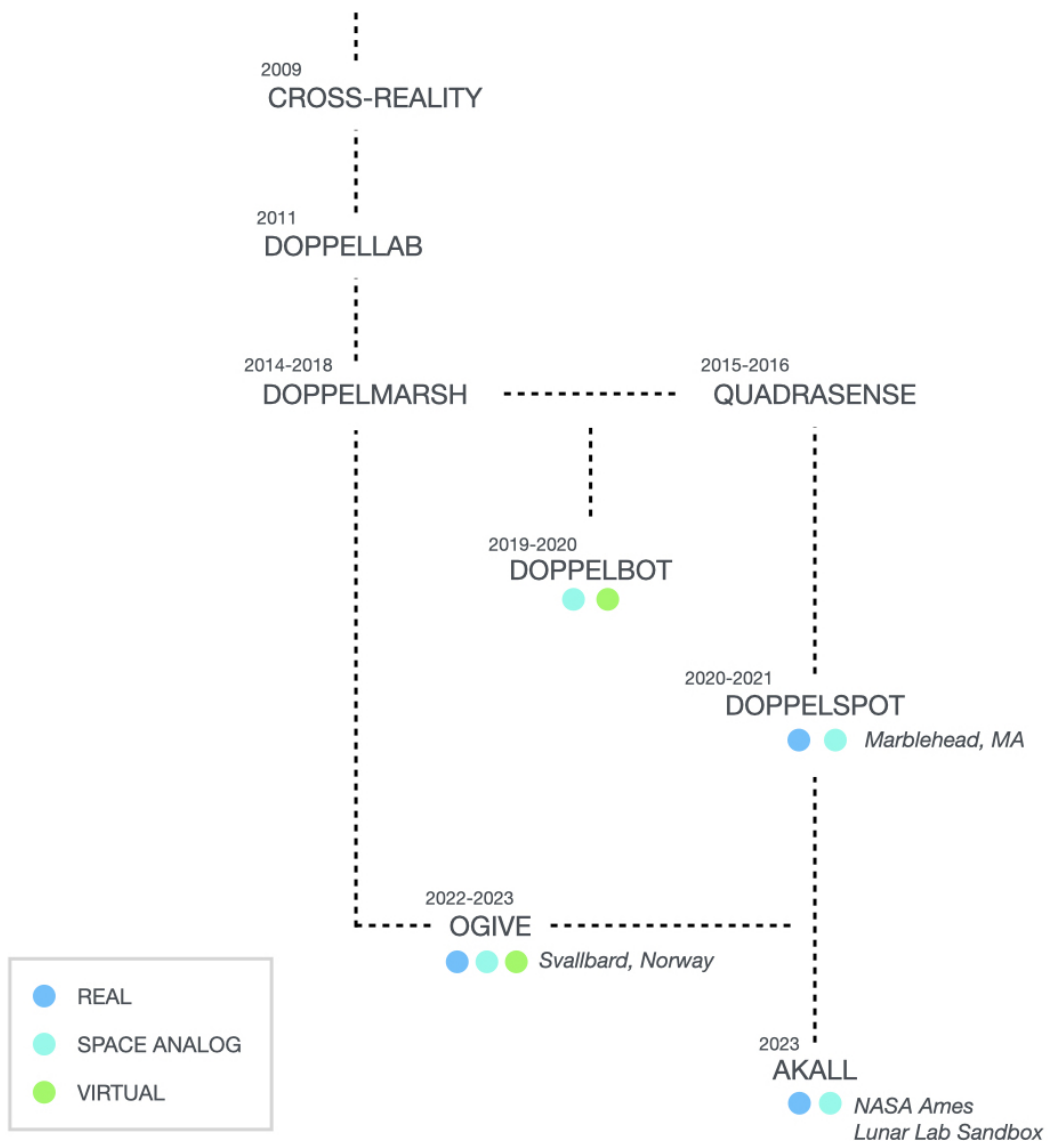 2009
CROSS-REALITY
2011
DOPPELLAB
2014-2018
DOPPELMARSH
2015-2016
QUADRASENSE
2019-2020
DOPPELBOT
2020-2021
DOPPELSPOT
Marblehead, MA
2022-2023
OGIVE
Svallbard, Norway
REAL
SPACE ANALOG
VIRTUAL
2023
AKALL
NASA Ames
Lunar Lab Sandbox